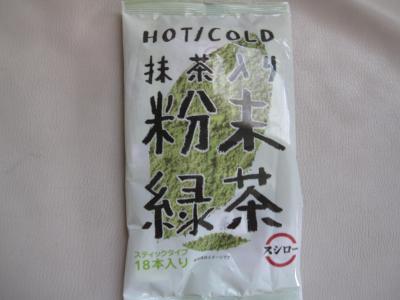 HOT/COLD
抹茶入り
粉末
緑茶
スティックタイプ
18本入り
スシロー